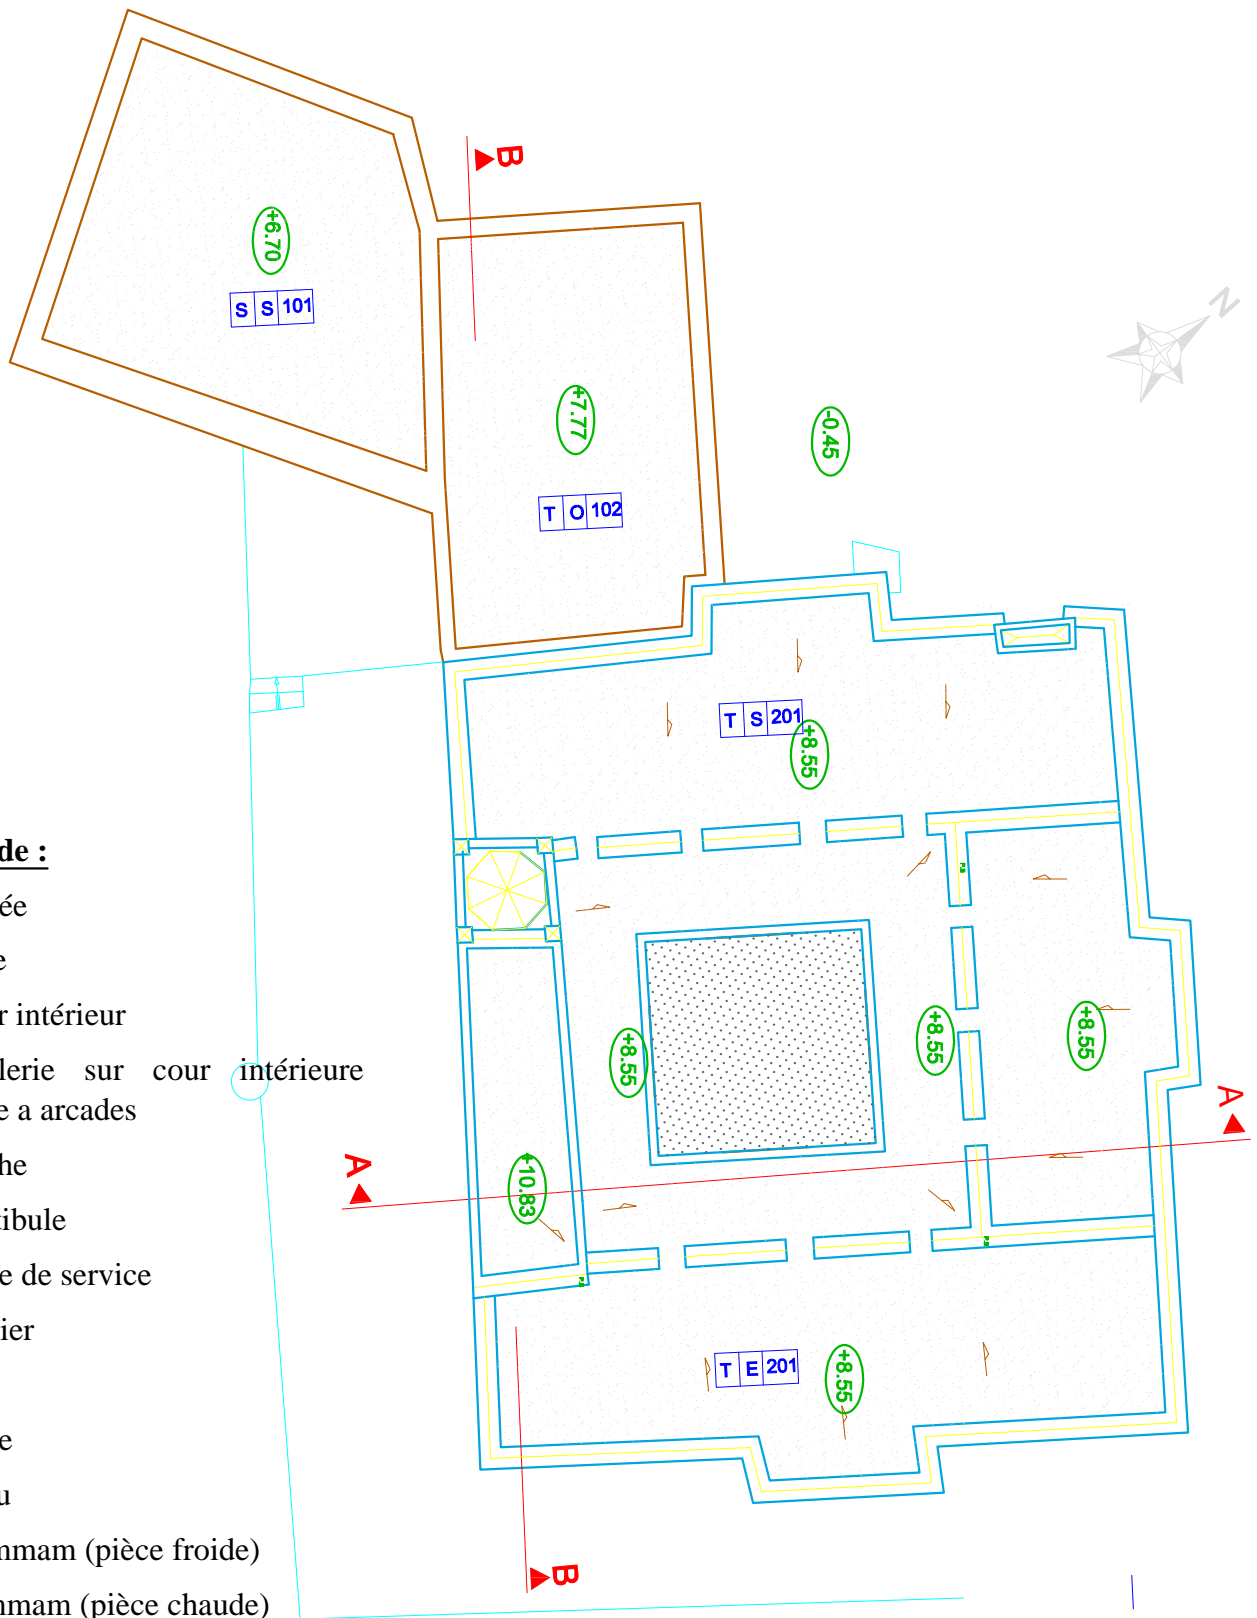 B
+6.70
S S 101
N
+7.77
-0.45
T O 102
T S 201
+8.55
de :
ée
e
r intérieur
lerie sur cour intérieure
e a arcades
he
tibule
e de service
ier
e
u
mmam (pièce froide)
nmam (pièce chaude)
+8.55
+8.55
+8.55
A
A
+10.83
T E 201
+8.55
B